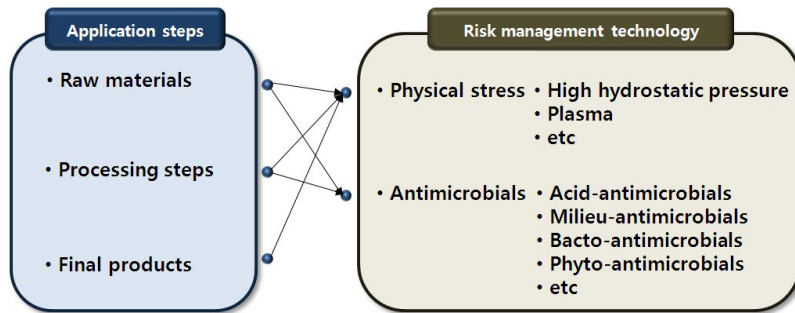 Application steps
Risk management technology
· Raw materials
· Processing steps
· Final products
· Physical stress · High hydrostatic pressure
· Plasma
· etc
· Antimicrobials · Acid-antimicrobials
· Milieu-antimicrobials
· Bacto-antimicrobials
· Phyto-antimicrobials
· etc